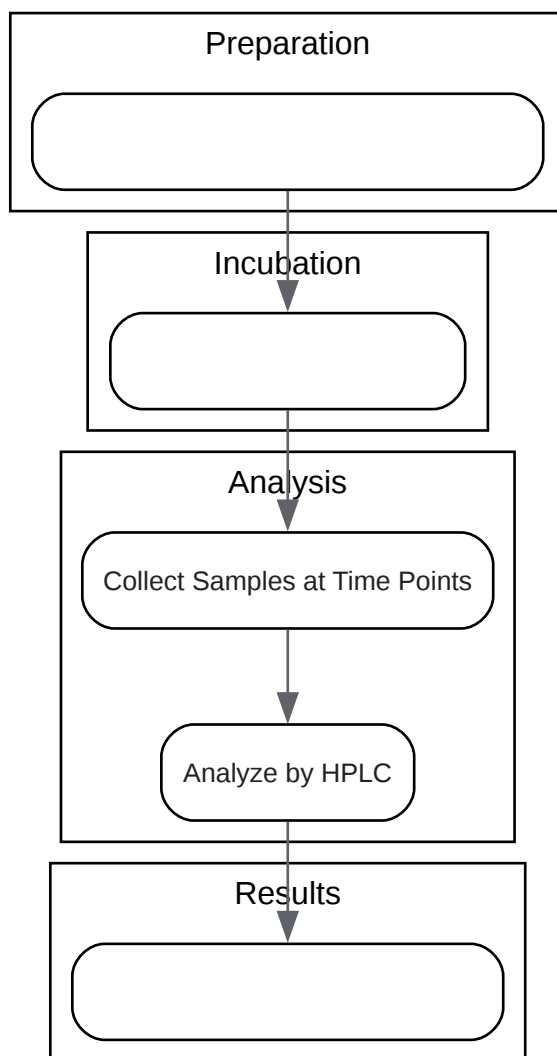 Preparation
Incubation
Analysis
Collect Samples at Time Points
Analyze by HPLC
Results